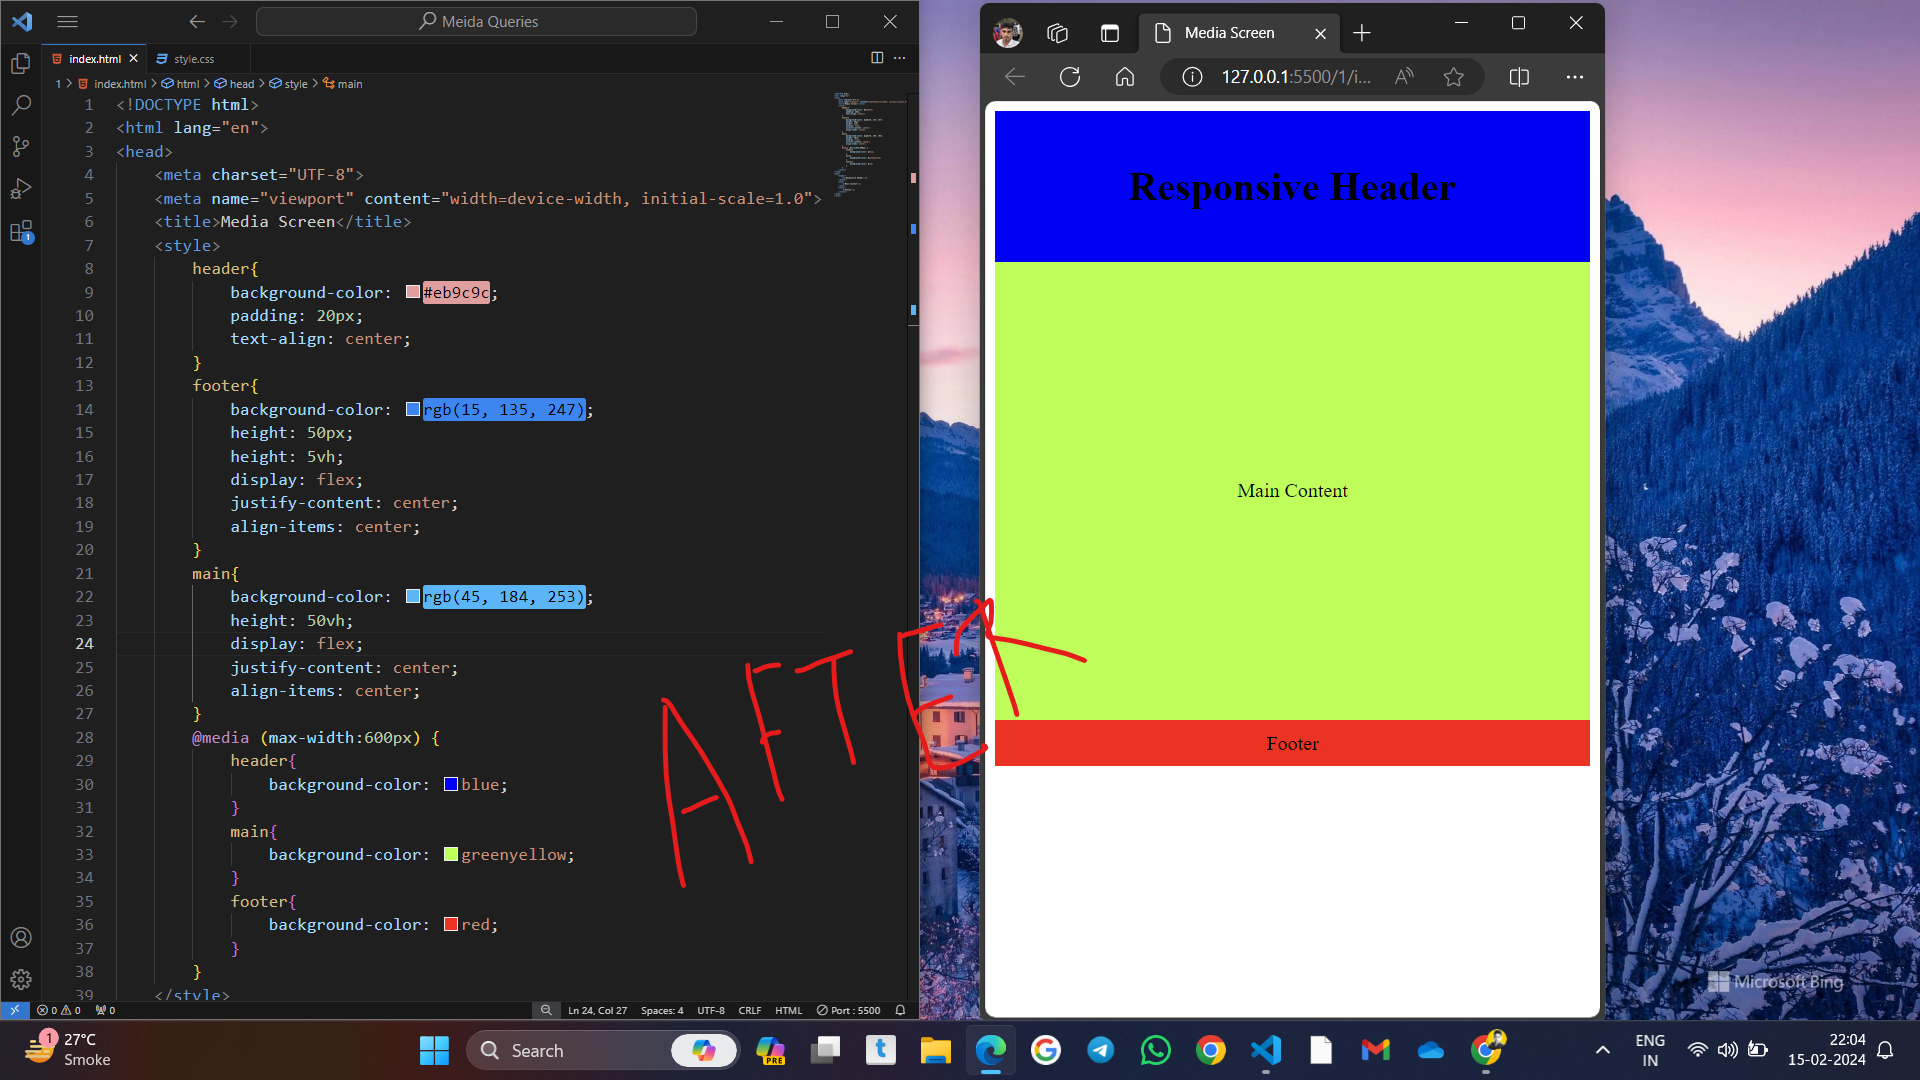 Meida Queries
index.html
style.css
1 > index.html > html > head > style > main
1 <!DOCTYPE html>
2 <html lang="en">
3 <head>
4 <meta charset="UTF-8">
5 <meta name="viewport" content="width=device-width, initial-scale=1.0">
6 <title>Media Screen</title>
7 <style>
8 header{
9 background-color: #eb9c9c;
10 padding: 20px;
11 text-align: center;
12 }
13 footer{
14 background-color: rgb(15, 135, 247);
15 height: 50px;
16 height: 5vh;
17 display: flex;
18 justify-content: center;
19 align-items: center;
20 }
21 main{
22 background-color: rgb(45, 184, 253);
23 height: 50vh;
24 display: flex;
25 justify-content: center;
26 align-items: center;
27 }
28 @media (max-width:600px) {
29 header{
30 background-color: blue;
31 }
32 main{
33 background-color: greenyellow;
34 }
35 footer{
36 background-color: red;
37 }
38 }
39 </style>
AFTER
1
0 0 0
Ln 24, Col 27 Spaces: 4 UTF-8 CRLF HTML Port : 5500
Media Screen
127.0.0.1:5500/1/i...
Responsive Header
Main Content
Footer
Microsoft Bing
1
27°C
Smoke
Search
PRE
ENG
IN
22:04
15-02-2024